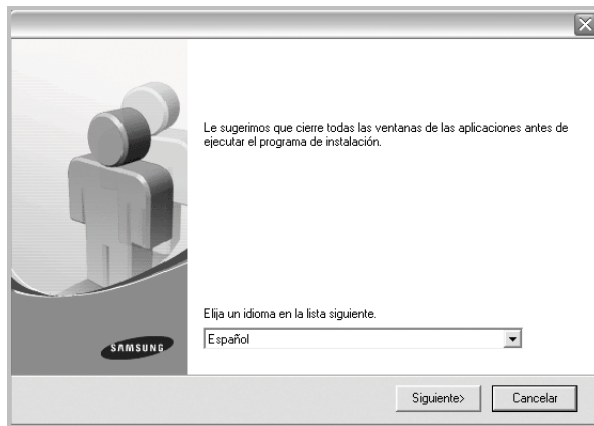 Le sugerimos que cierre todas las ventanas de las aplicaciones antes de
ejecutar el programa de instalación.
Elija un idioma en la lista siguiente.
Español
SAMSUNG
Siguiente>
Cancelar